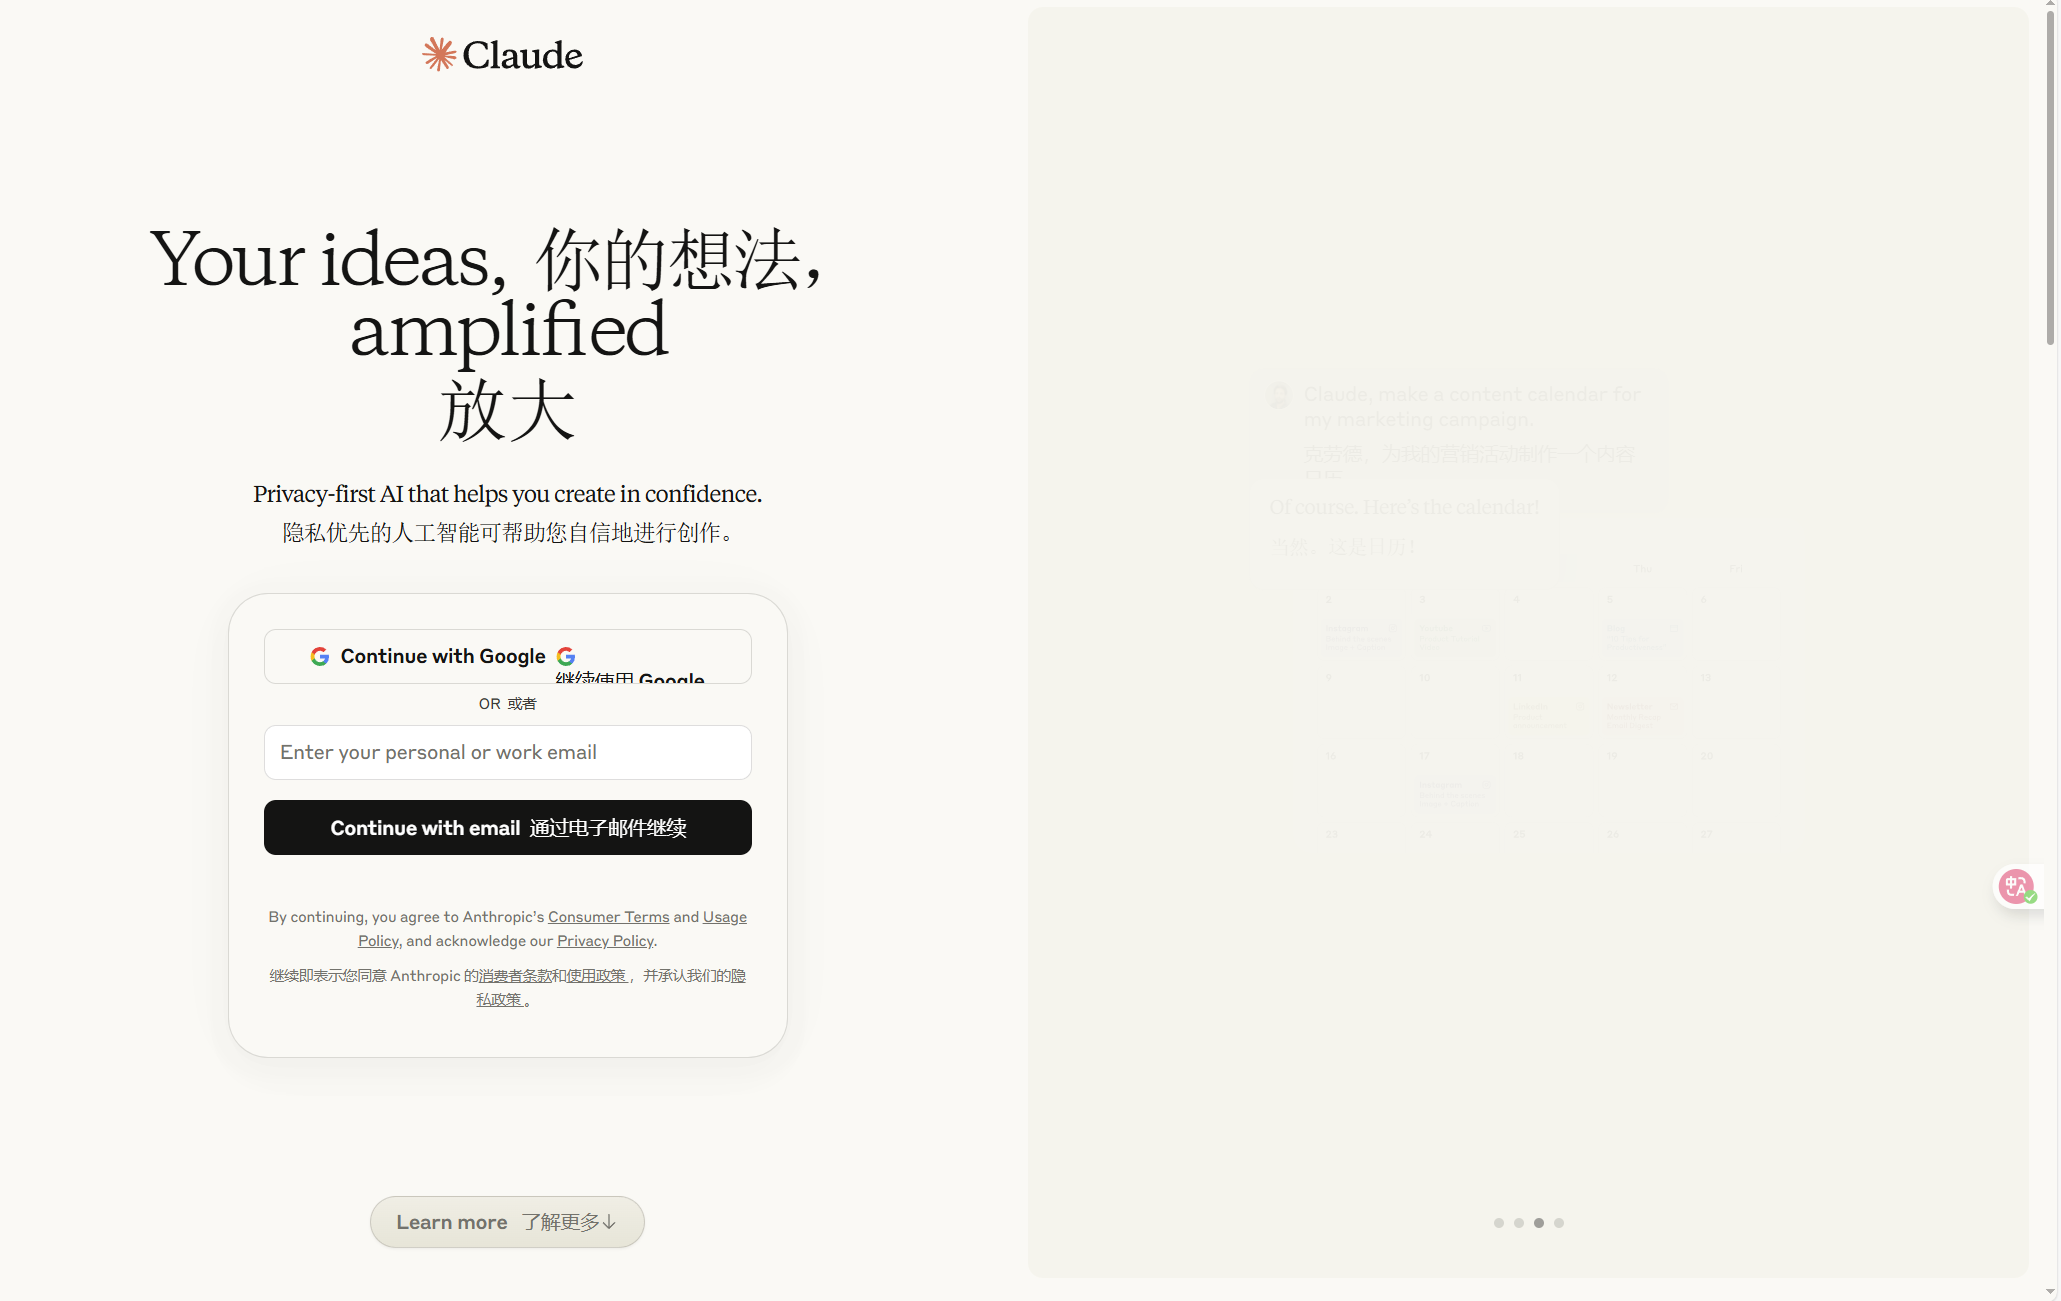 Claude
Your ideas, 你的想法，
amplified
放大
Privacy-first AI that helps you create in confidence.
隐私优先的人工智能可帮助您自信地进行创作。
Continue with Google
继续使用 Google
OR 或者
Enter your personal or work email
Continue with email 通过电子邮件继续
By continuing, you agree to Anthropic’s Consumer Terms and Usage
Policy, and acknowledge our Privacy Policy.
继续即表示您同意 Anthropic 的消费者条款和使用政策 ，并承认我们的隐
私政策 。
Learn more 了解更多↓
Claude, make a content calendar for
my marketing campaign.
克劳德，为我的营销活动制作一个内容
Of course. Here's the calendar!
当然。这是日历！
Thu Fri
2 3 4 5 6
9 10 11 12 13
16 17 18 19 20
23 24 25 26 27
中A